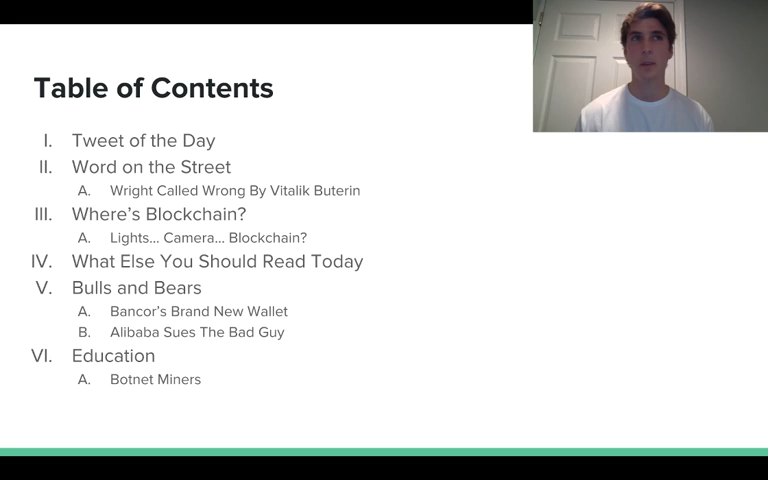 Table of Contents
I. Tweet of the Day
II. Word on the Street
A. Wright Called Wrong By Vitalik Buterin
III. Where's Blockchain?
A. Lights... Camera... Blockchain?
IV. What Else You Should Read Today
V. Bulls and Bears
A. Bancor's Brand New Wallet
B. Alibaba Sues The Bad Guy
VI. Education
A. Botnet Miners